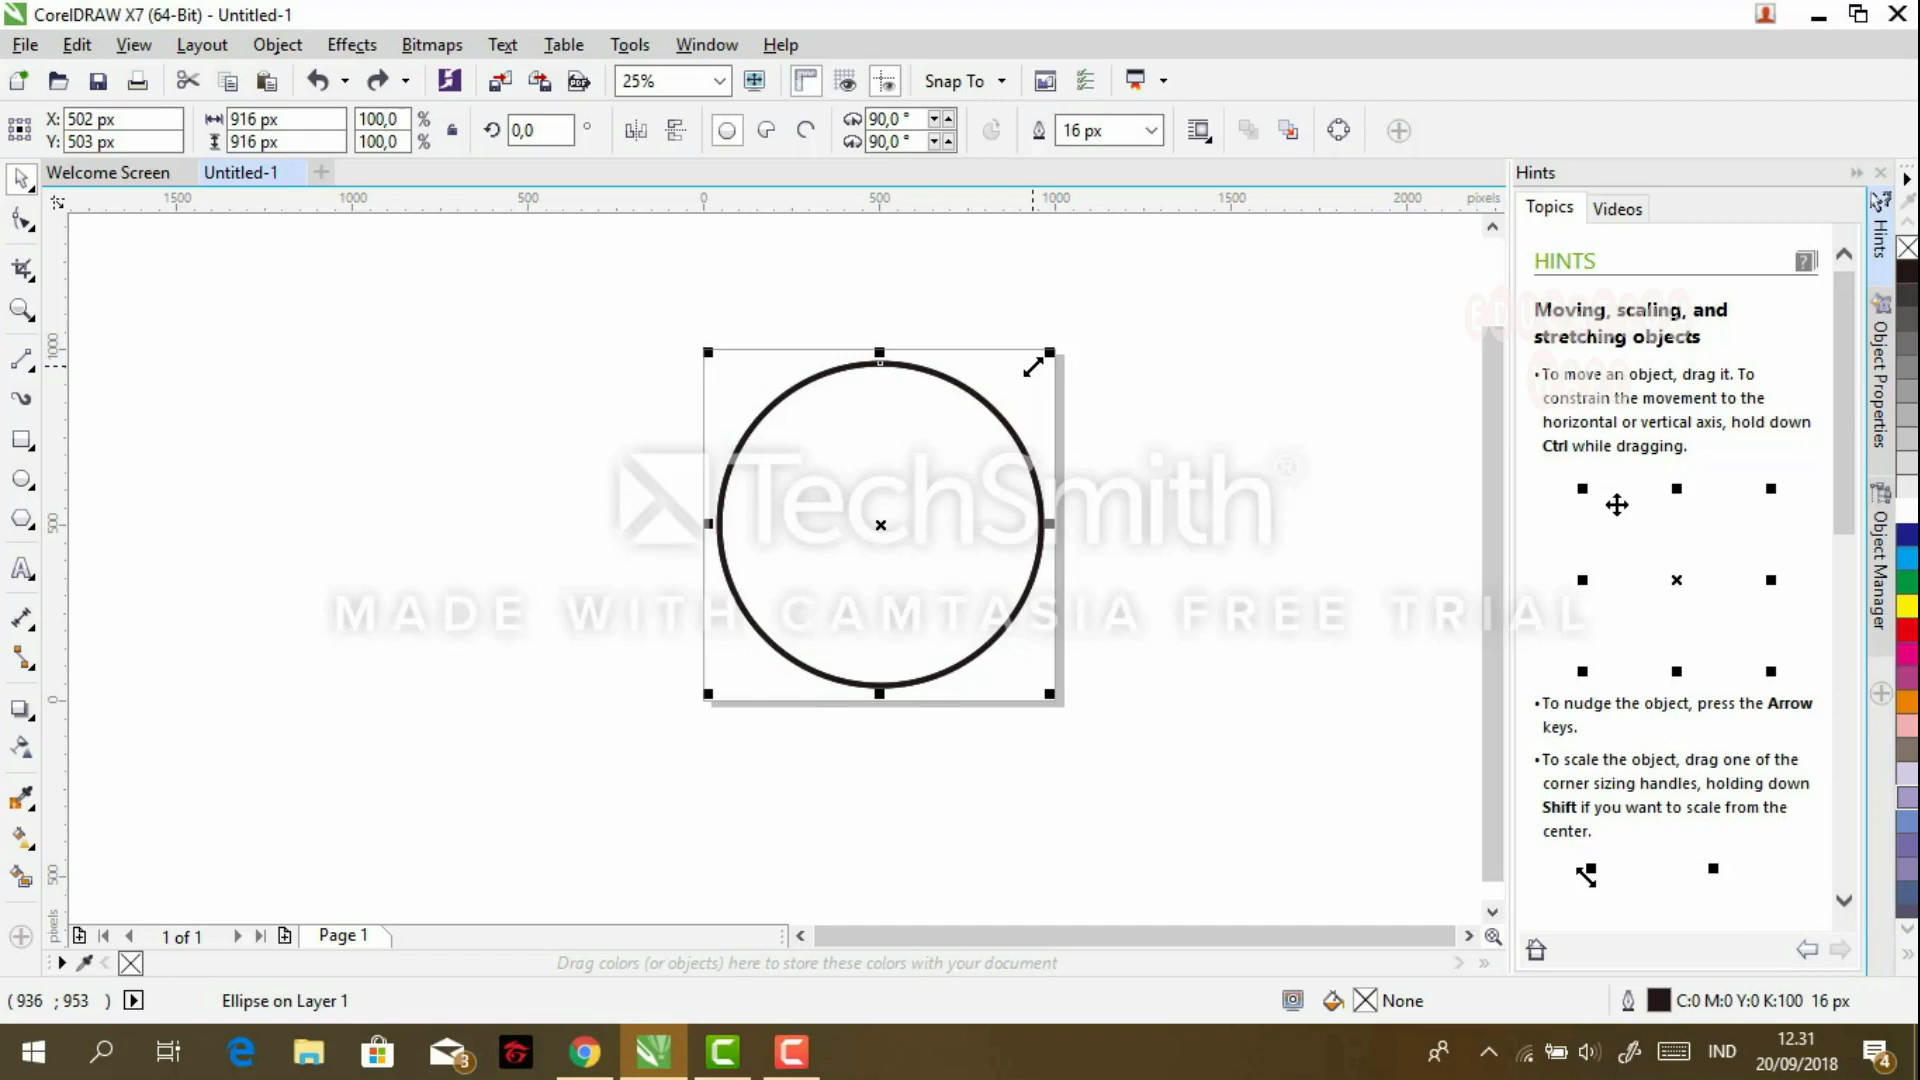 CorelDRAW X7 (64-Bit) - Untitled-1
File Edit View Layout Object Effects Bitmaps Text Table Tools Window Help
25% Snap To
X: 502 px 916 px 100,0 % 0,0 ° 90,0 ° 16 px
Y: 503 px 916 px 100,0 % 90,0 °
Welcome Screen Untitled-1
Hints
1500 1000 500 0 500 1000 1500 2000 pixels
Topics Videos
HINTS
Moving, scaling, and
stretching objects
•To move an object, drag it. To
constrain the movement to the
horizontal or vertical axis, hold down
Ctrl while dragging.
•To nudge the object, press the Arrow
keys.
•To scale the object, drag one of the
corner sizing handles, holding down
Shift if you want to scale from the
center.
Hints
Object Properties
Object Manager
1000
500
0
500
pixels
TechSmith®
MADE WITH CAMTASIA FREE TRIAL
1 of 1 Page 1
Drag colors (or objects) here to store these colors with your document
( 936 ; 953 ) Ellipse on Layer 1 None C:0 M:0 Y:0 K:100 16 px
3 IND 12.31
20/09/2018 4